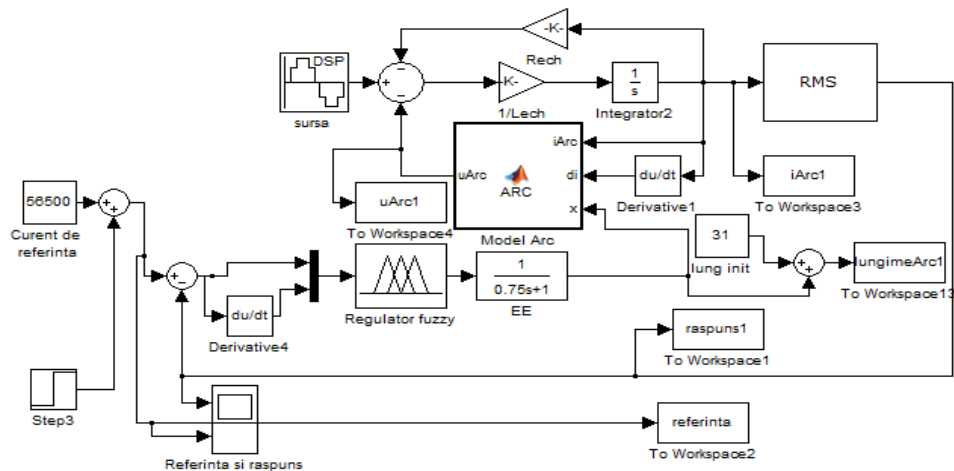 -K-
Rech
DSP
sursa
-
+
-
K-
1/Lech
1
s
Integrator2
RMS
iArc
uArc
ARC
di
x
Model Arc
du/dt
Derivative1
iArc1
To Workspace3
uArc1
To Workspace4
56500
Curent de
referinta
+
+
31
lung init
+
+
lungimeArc1
To Workspace13
+
-
du/dt
Derivative4
Regulator fuzzy
1
0.75s+1
EE
raspuns1
To Workspace1
Step3
Referinta si raspuns
referinta
To Workspace2